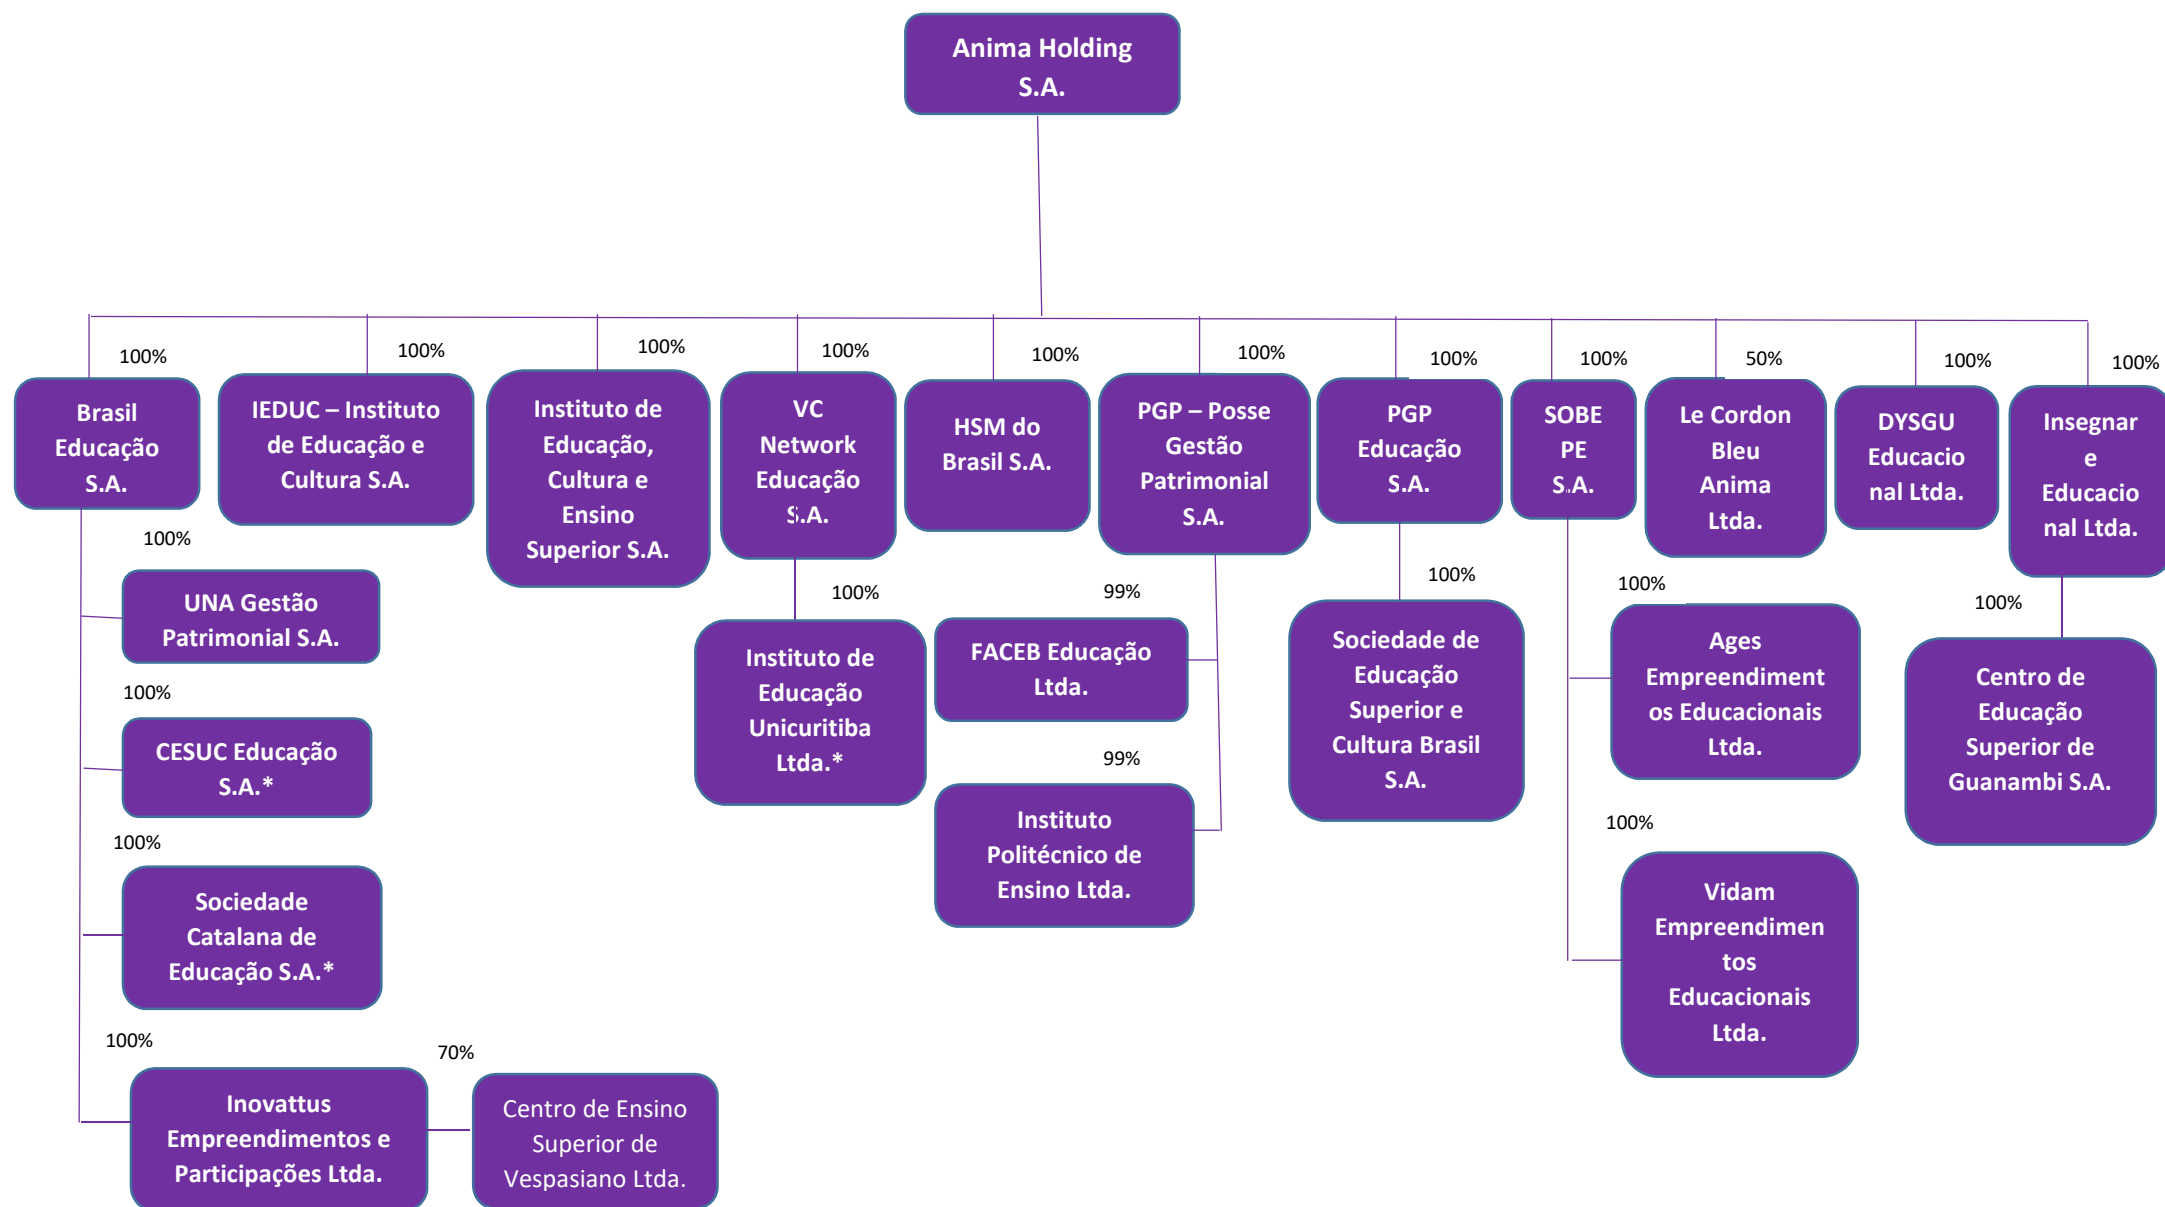 Anima Holding
S.A.
100%
100%
100%
100%
100%
100%
100%
100%
50%
100%
100%
Brasil
Educação
S.A.
IEDUC – Instituto
de Educação e
Cultura S.A.
Instituto de
Educação,
Cultura e
Ensino
Superior S.A.
VC
Network
Educação
S.A.
HSM do
Brasil S.A.
PGP – Posse
Gestão
Patrimonial
S.A.
PGP
Educação
S.A.
SOBE
PE
S.A.
Le Cordon
Bleu
Anima
Ltda.
DYSGU
Educacio
nal Ltda.
Insegnar
e
Educacio
nal Ltda.
100%
UNA Gestão
Patrimonial S.A.
100%
CESUC Educação
S.A.*
100%
Sociedade
Catalana de
Educação S.A.*
100%
Inovattus
Empreendimentos e
Participações Ltda.
70%
Centro de Ensino
Superior de
Vespasiano Ltda.
100%
Instituto de
Educação
Unicuritiba
Ltda.*
99%
FACEB Educação
Ltda.
99%
Instituto
Politécnico de
Ensino Ltda.
100%
Sociedade de
Educação
Superior e
Cultura Brasil
S.A.
100%
Ages
Empreendiment
os Educacionais
Ltda.
100%
Vidam
Empreendimen
tos
Educacionais
Ltda.
100%
Centro de
Educação
Superior de
Guanambi S.A.